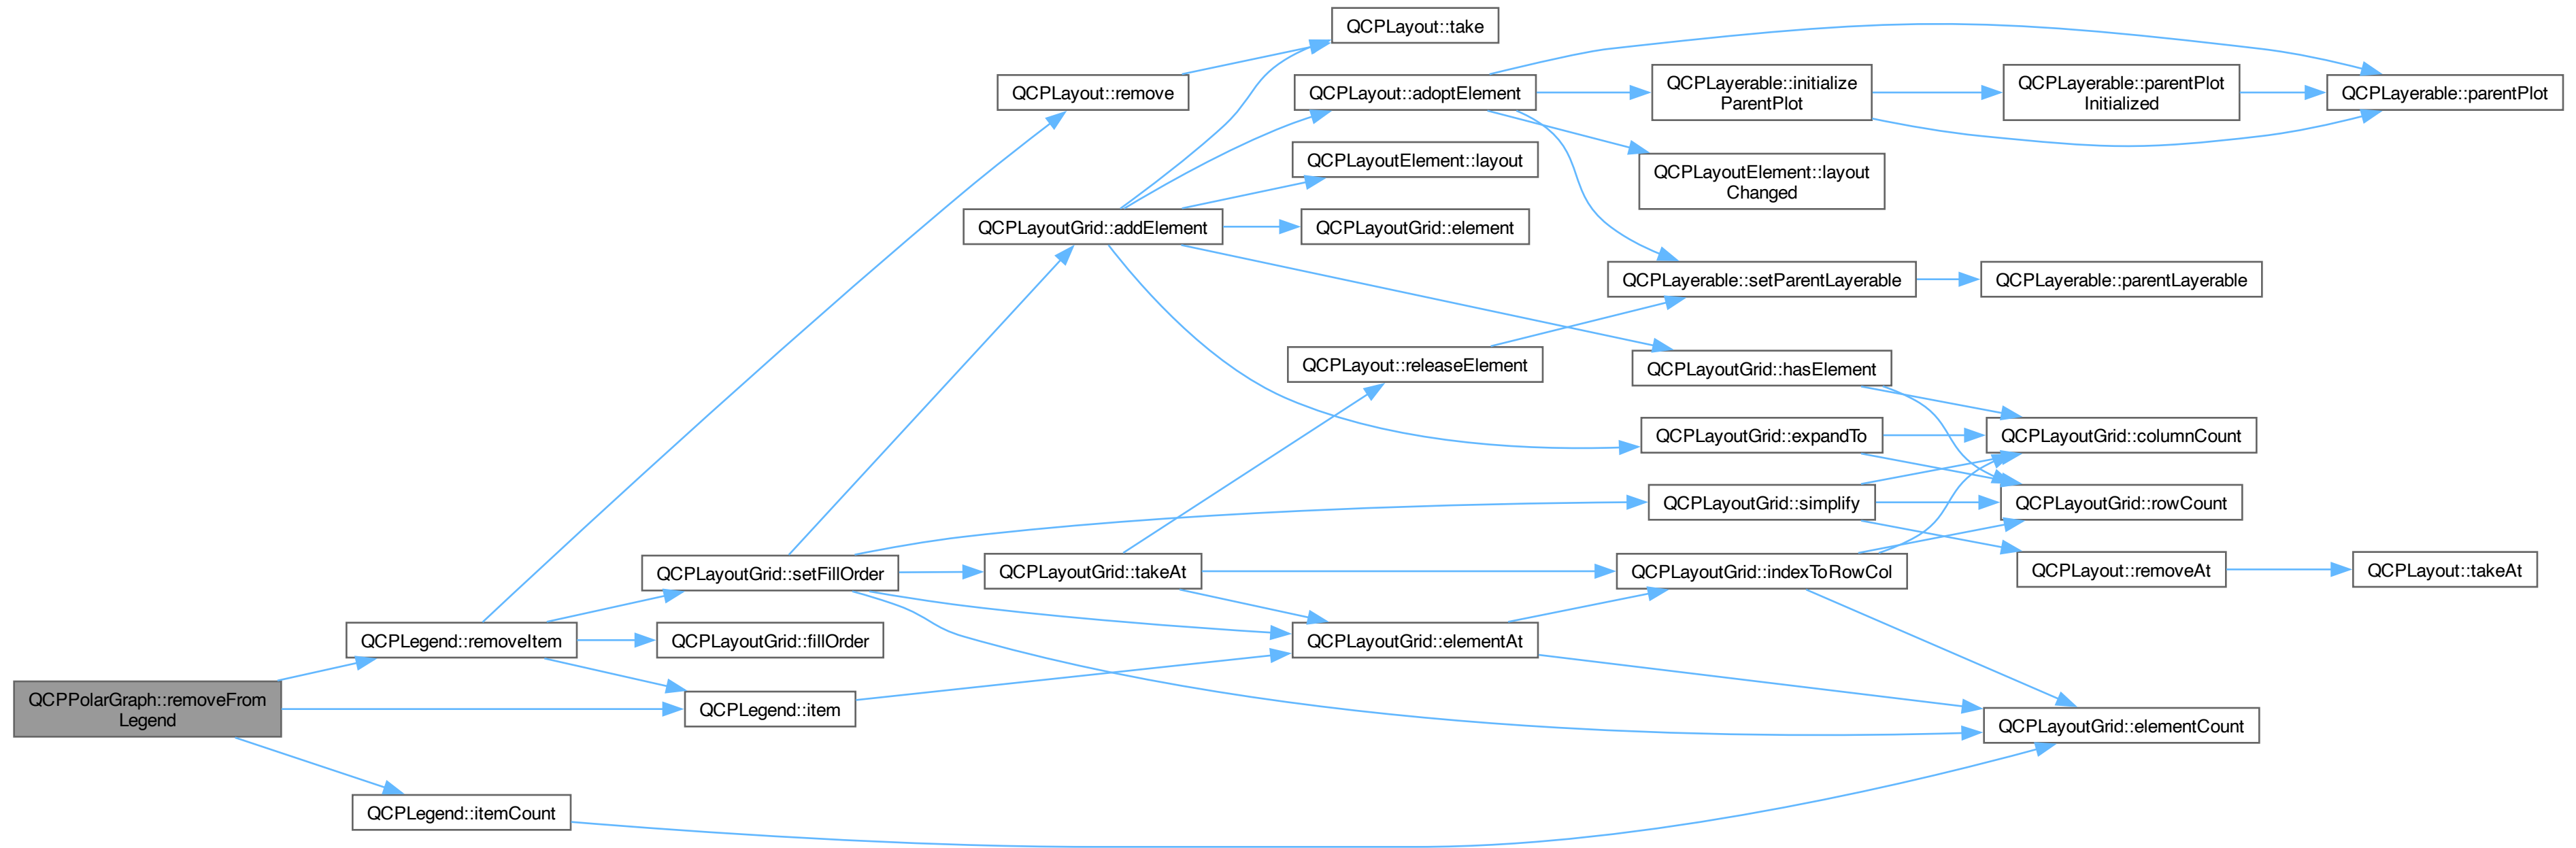 QCPLayout::take
QCPLayout::remove
QCPLayout::adoptElement
QCPLayerable::initialize
ParentPlot
QCPLayerable::parentPlot
Initialized
QCPLayerable::parentPlot
QCPLayoutElement::layout
QCPLayoutElement::layout
Changed
QCPLayoutGrid::addElement
QCPLayoutGrid::element
QCPLayerable::setParentLayerable
QCPLayerable::parentLayerable
QCPLayout::releaseElement
QCPLayoutGrid::hasElement
QCPLayoutGrid::expandTo
QCPLayoutGrid::columnCount
QCPLayoutGrid::simplify
QCPLayoutGrid::rowCount
QCPLayoutGrid::setFillOrder
QCPLayoutGrid::takeAt
QCPLayoutGrid::indexToRowCol
QCPLayout::removeAt
QCPLayout::takeAt
QCPLegend::removeItem
QCPLayoutGrid::fillOrder
QCPLayoutGrid::elementAt
QCPPolarGraph::removeFrom
Legend
QCPLegend::item
QCPLayoutGrid::elementCount
QCPLegend::itemCount